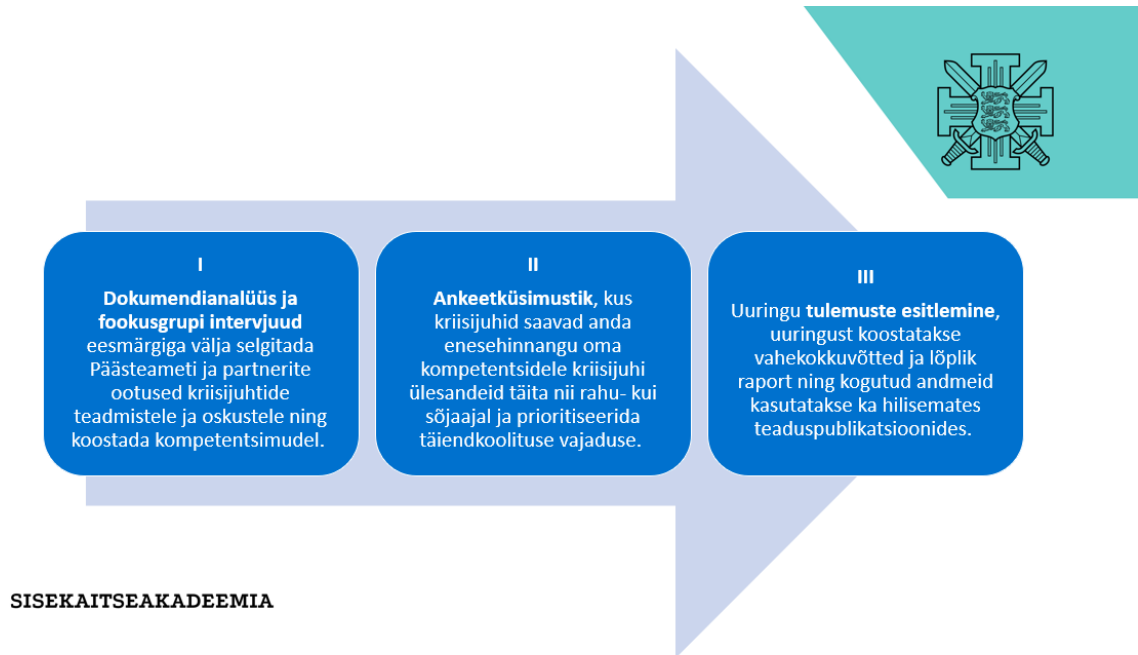 I
Dokumendianalüüs ja
fookusgrupi intervjuud
eesmärgiga välja selgitada
Päästeameti ja partnerite
ootused kriisijuhtide
teadmistele ja oskustele ning
koostada kompetentsimudel.
II
Ankeetküsimustik, kus
kriisijuhid saavad anda
enesehinnangu oma
kompetentsidele kriisijuhi
ülesandeid täita nii rahu- kui
sõjaajal ja prioritiseerida
täiendkoolituse vajaduse.
III
Uuringu tulemuste esitlemine,
uuringust koostatakse
vahekokkuvõtted ja lõplik
raport ning kogutud andmeid
kasutatakse ka hilisemates
teaduspublikatsioonides.
SISEKAITSEAKADEEMIA